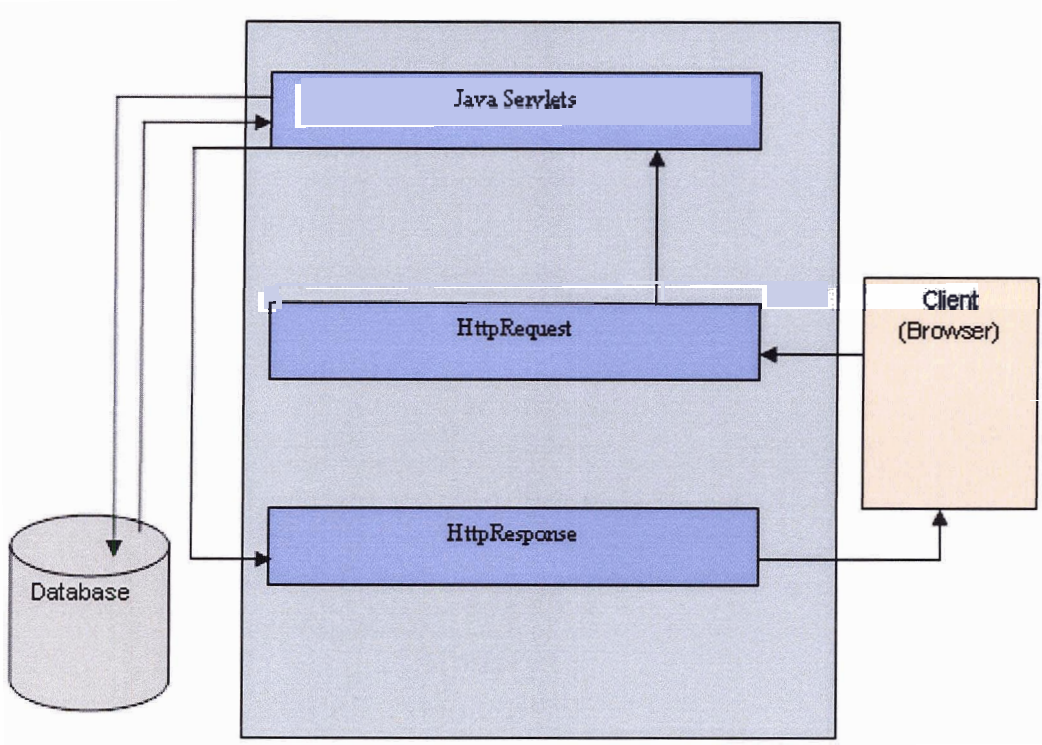 Java Servlets
HttpRequest
Client
(Browser)
HttpResponse
Database